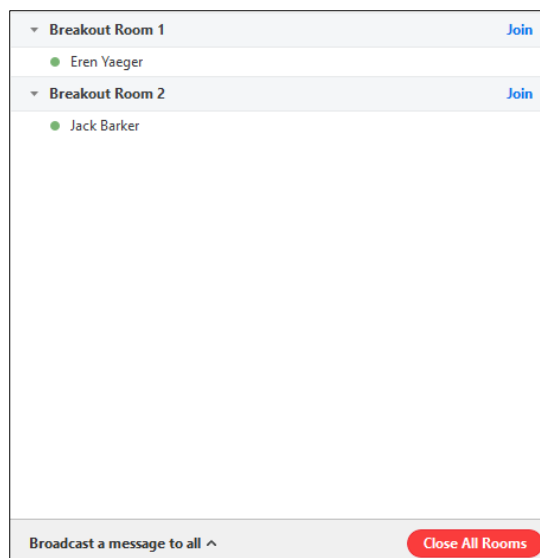 Breakout Room 1 Join
Eren Yaeger
Breakout Room 2 Join
Jack Barker
Broadcast a message to all Close All Rooms